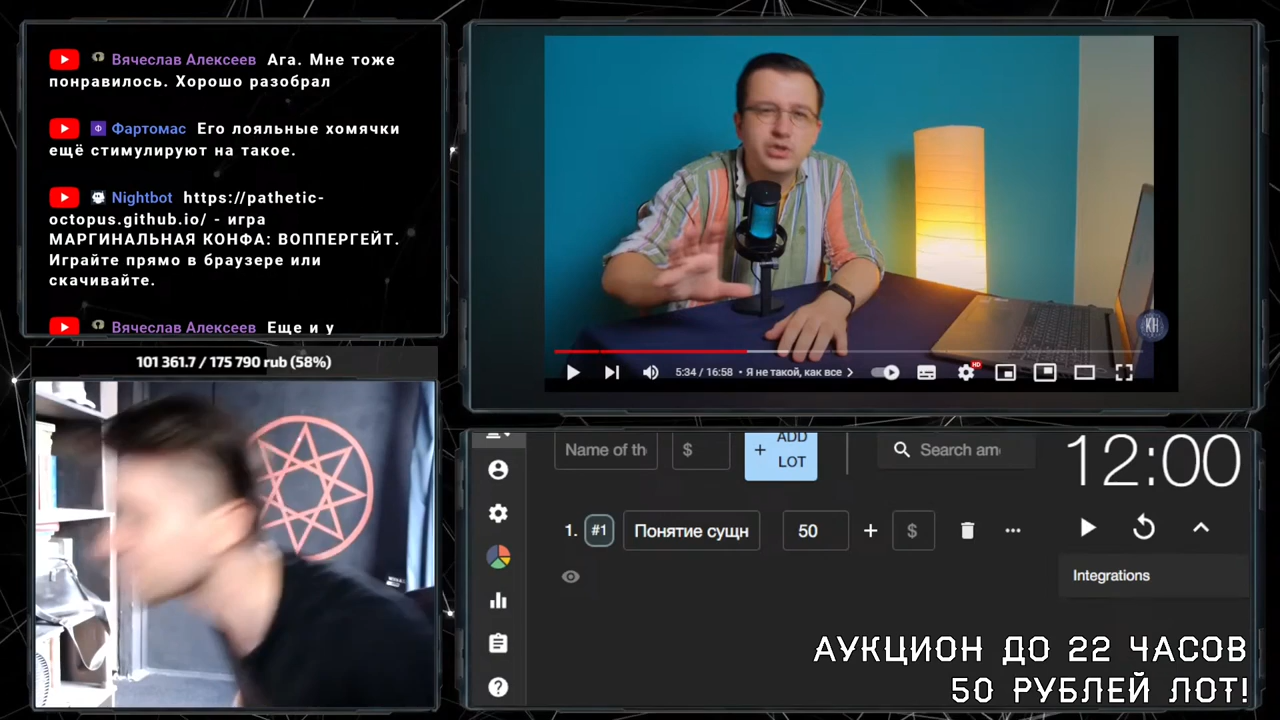 Вячеслав Алексеев Ага. Мне тоже
понравилось. Хорошо разобрал
Фартомас Его лояльные хомячки
ещё стимулируют на такое.
Nightbot https://pathetic-
octopus.github.io/ - игра
МАРГИНАЛЬНАЯ КОНФА: ВОППЕРГЕЙТ.
Играйте прямо в браузере или
скачивайте.
Вячеслав Алексеев Еще и у
101 361.7 / 175 790 rub (58%)
КН
5:34 / 16:58 • Я не такой, как все
HD
Name of th
$
+ ADD
LOT
Search am
12:00
1. #1 Понятие сущн 50 + $
Integrations
АУКЦИОН ДО 22 ЧАСОВ
50 РУБЛЕЙ ЛОТ!